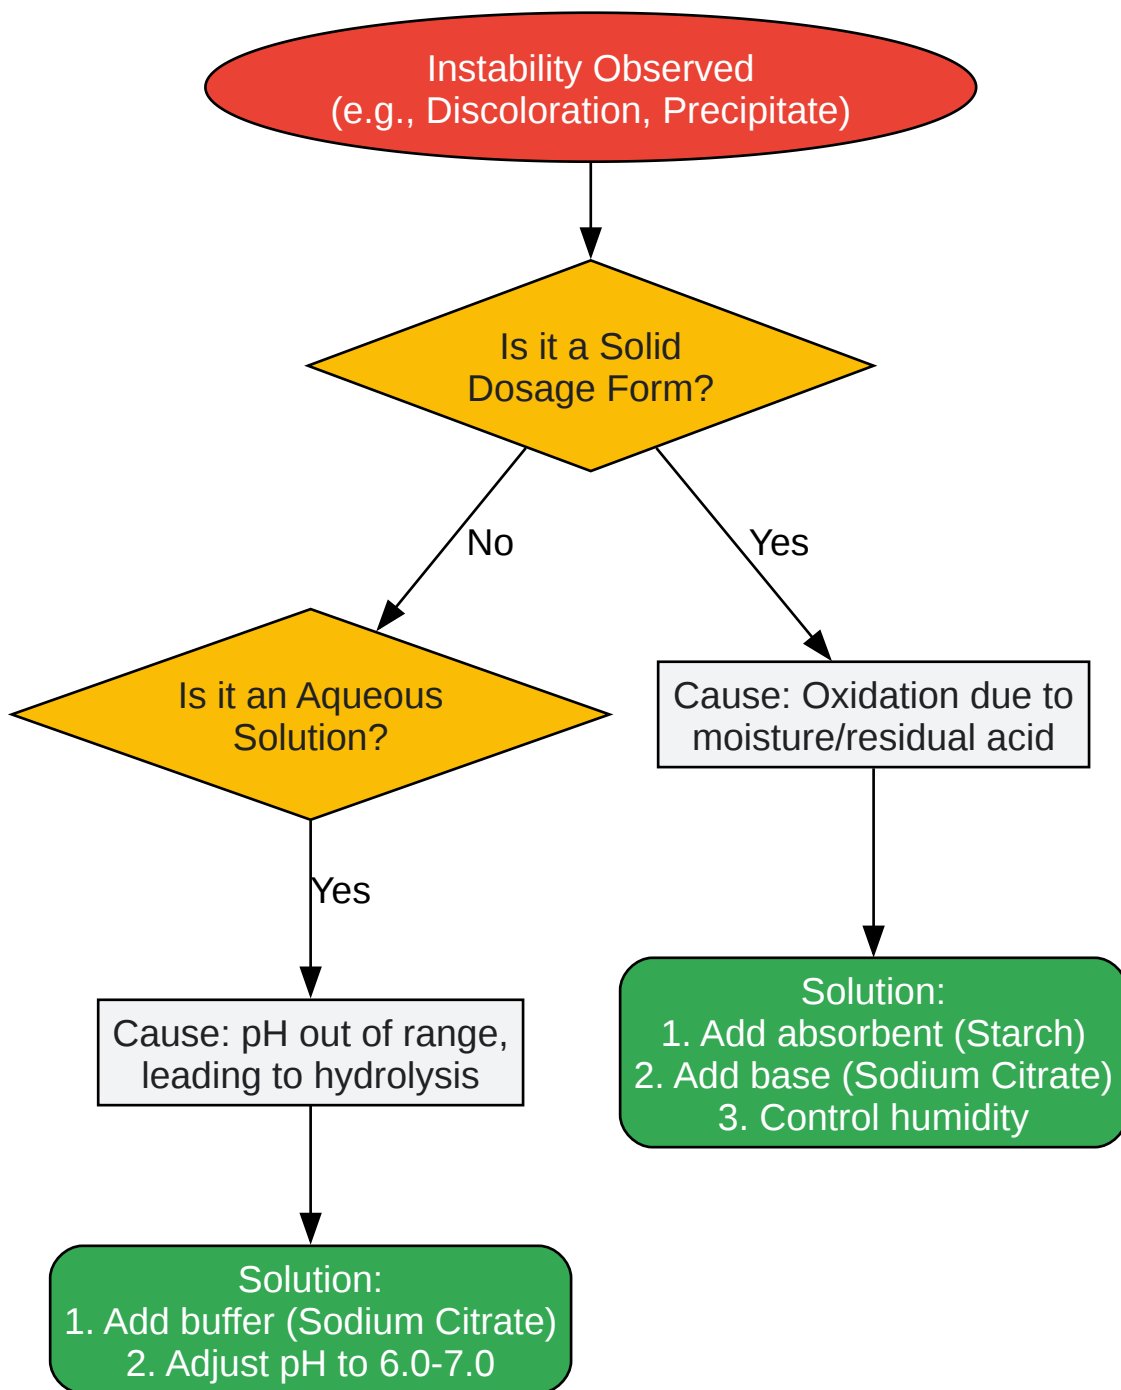 Instability Observed
(e.g., Discoloration, Precipitate)
Is it a Solid
Dosage Form?
No
Yes
Is it an Aqueous
Solution?
Cause: Oxidation due to
moisture/residual acid
Yes
Cause: pH out of range,
leading to hydrolysis
Solution:
1. Add absorbent (Starch)
2. Add base (Sodium Citrate)
3. Control humidity
Solution:
1. Add buffer (Sodium Citrate)
2. Adjust pH to 6.0-7.0